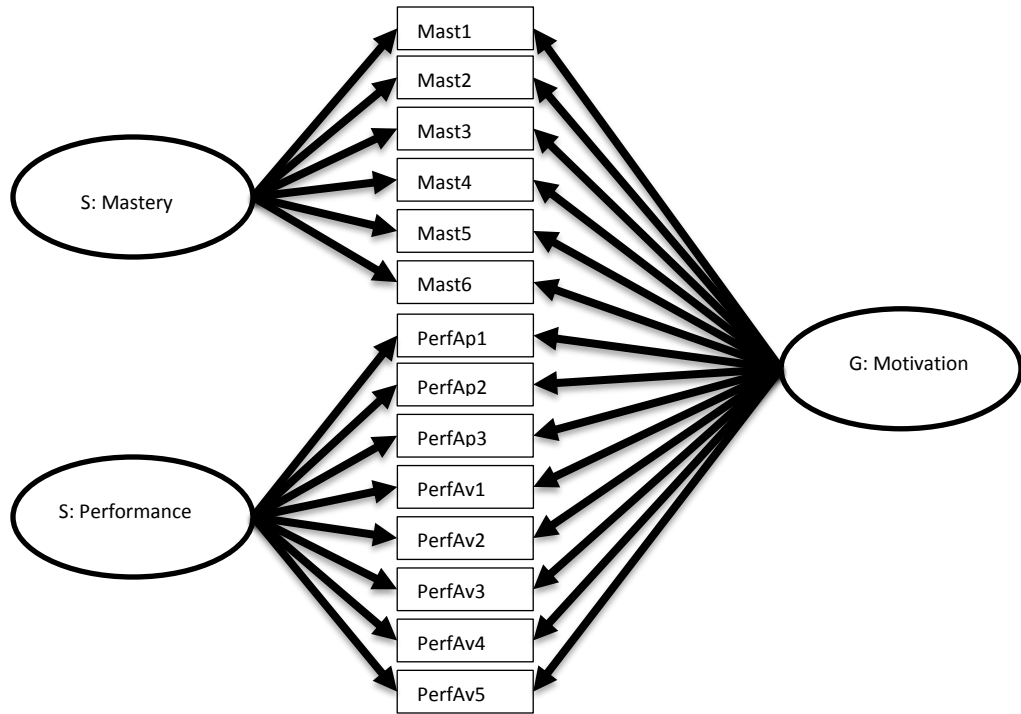 Mast1
Mast2
Mast3
Mast4
Mast5
Mast6
PerfAp1
PerfAp2
PerfAp3
PerfAv1
PerfAv2
PerfAv3
PerfAv4
PerfAv5
S: Mastery
S: Performance
G: Motivation